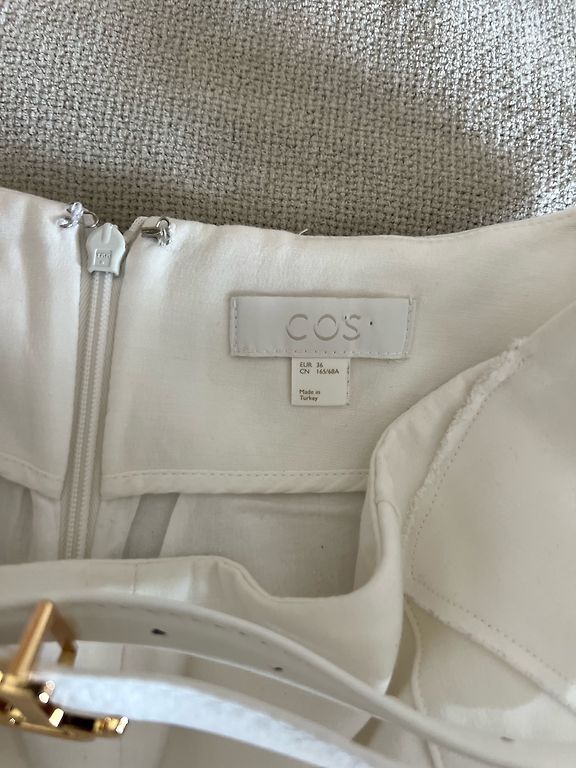 COS
EUR 36
CN 165/68A
Made in
Turkey